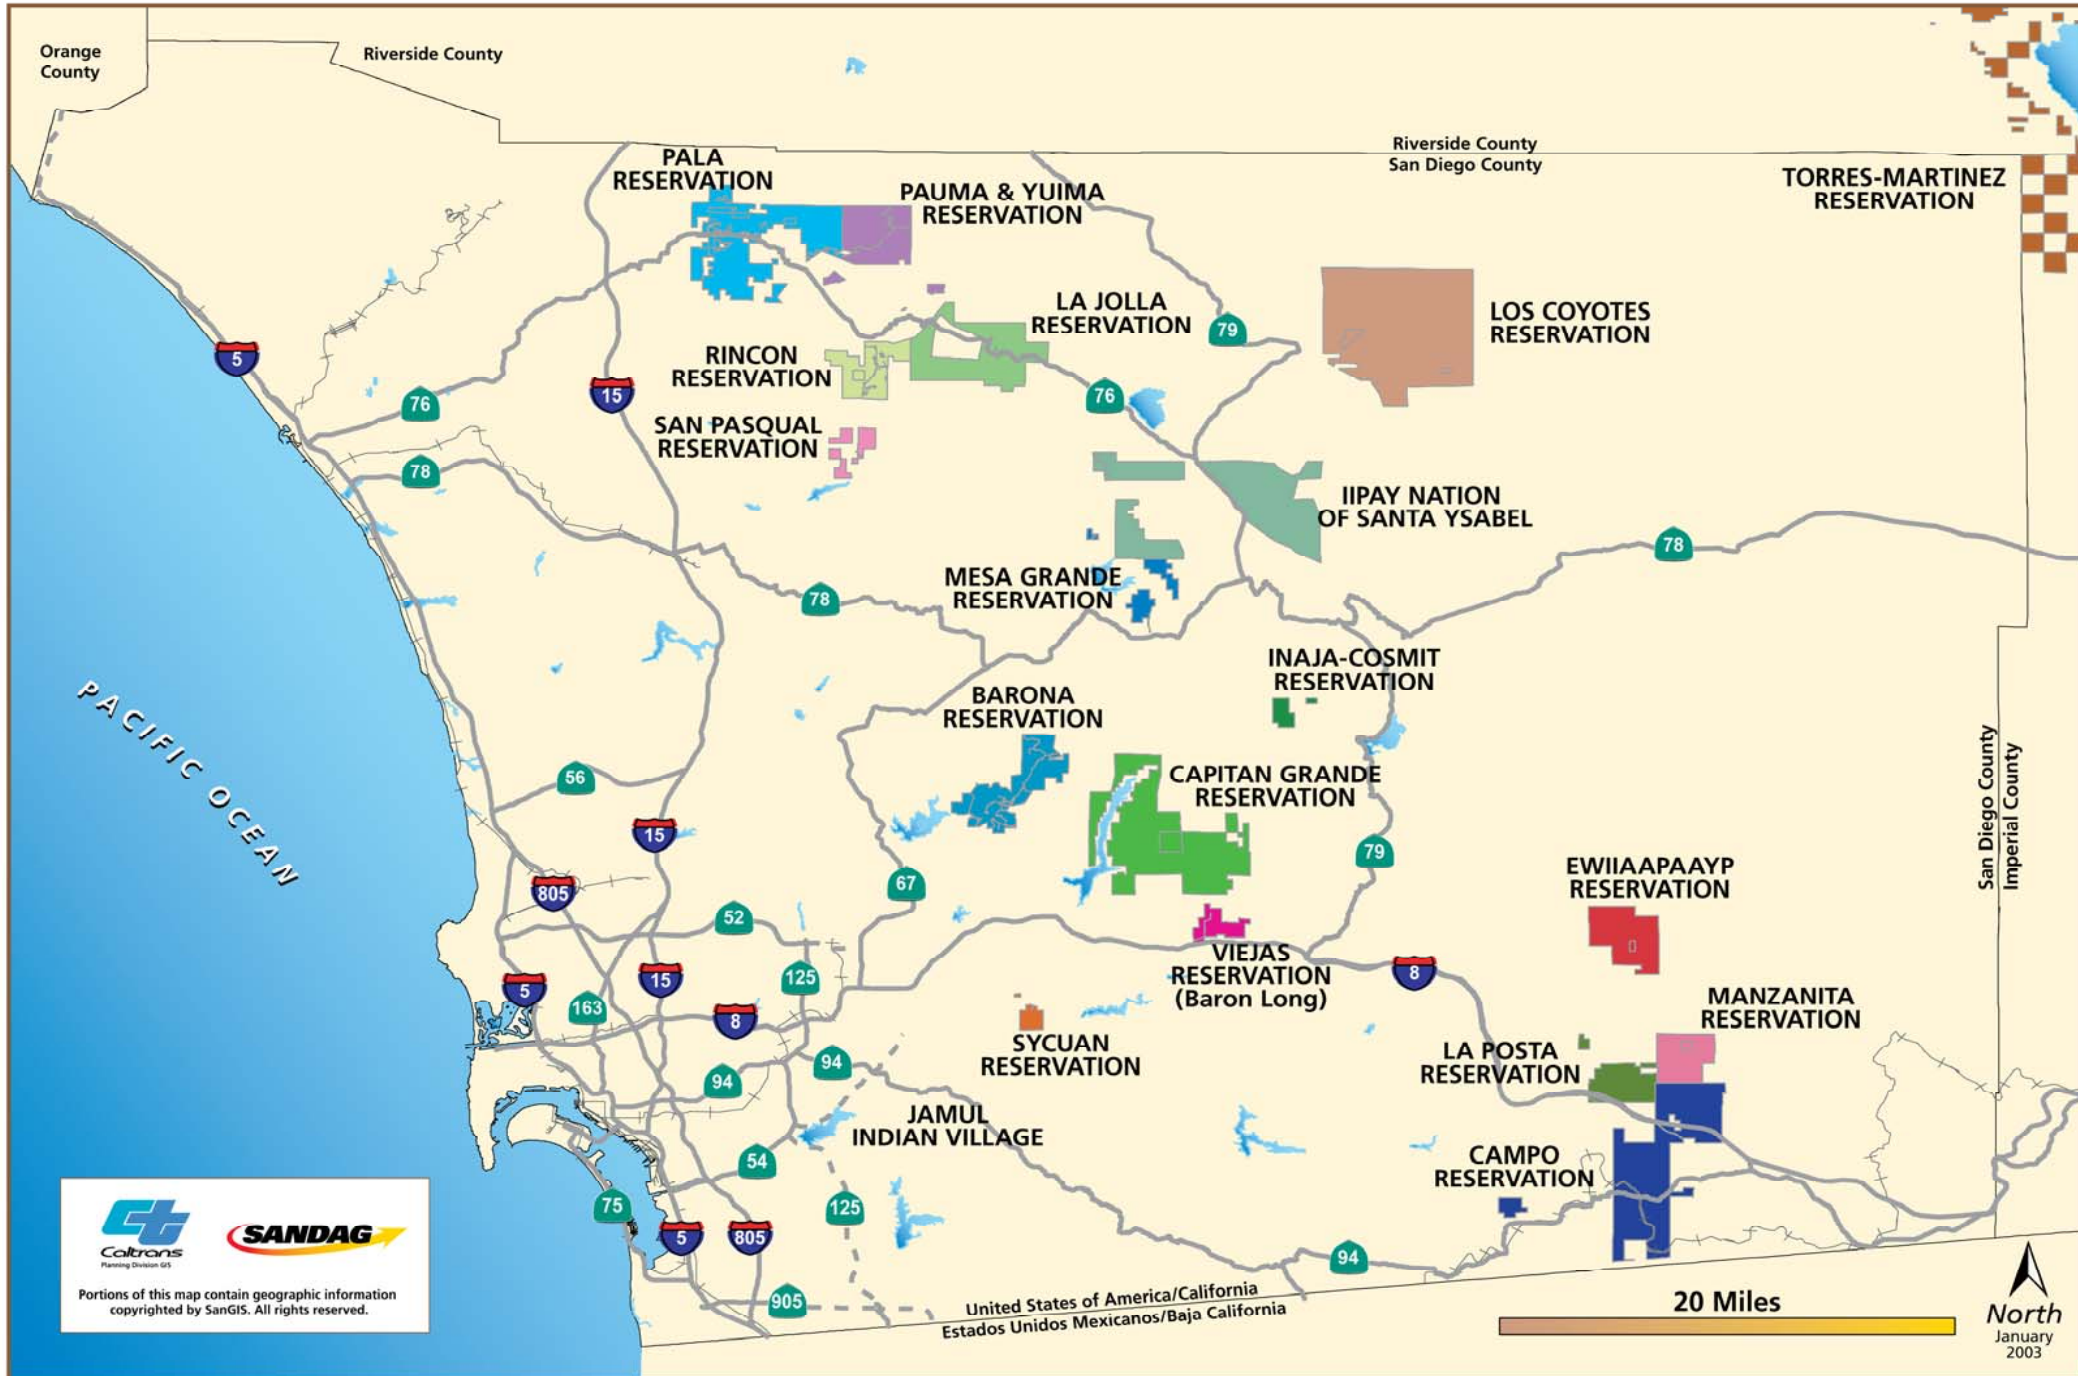 Orange
County
Riverside County
Riverside County
San Diego County
PALA
RESERVATION
PAUMA & YUIMA
RESERVATION
TORRES-MARTINEZ
RESERVATION
LA JOLLA
RESERVATION
LOS COYOTES
RESERVATION
79
5
RINCON
RESERVATION
15
76
76
SAN PASQUAL
RESERVATION
78
IIPAY NATION
OF SANTA YSABEL
78
MESA GRANDE
RESERVATION
78
INAJA-COSMIT
RESERVATION
BARONA
RESERVATION
PACIFIC OCEAN
San Diego County
Imperial County
56
CAPITAN GRANDE
RESERVATION
15
79
EWIIAAPAAYP
RESERVATION
805
67
52
VIEJAS
RESERVATION
(Baron Long)
8
5
15
125
163
8
MANZANITA
RESERVATION
SYCUAN
RESERVATION
LA POSTA
RESERVATION
94
94
JAMUL
INDIAN VILLAGE
54
CAMPO
RESERVATION
75
125
5
805
94
905
United States of America/California
Estados Unidos Mexicanos/Baja California
Caltrans
Planning Division GIS
SANDAG
Portions of this map contain geographic information
copyrighted by SanGIS. All rights reserved.
20 Miles
North
January
2003